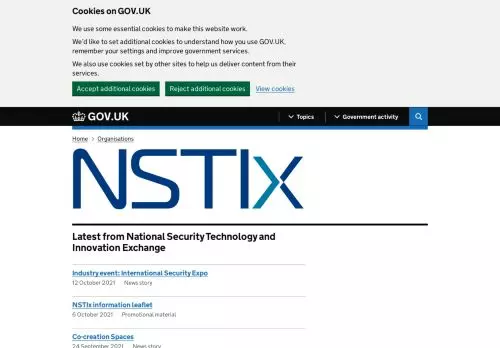 Cookies on GOV.UK
We use some essential cookies to make this website work.
We'd like to set additional cookies to understand how you use GOV.UK,
remember your settings and improve government services.
We also use cookies set by other sites to help us deliver content from their
services.
Accept additional cookies Reject additional cookies View cookies
GOV.UK Topics Government activity
Home Organisations
NSTIx
Latest from National Security Technology and
Innovation Exchange
Industry event: International Security Expo
12 October 2021 News story
NSTIx information leaflet
6 October 2021 Promotional material
Co-creation Spaces
24 September 2021 News story